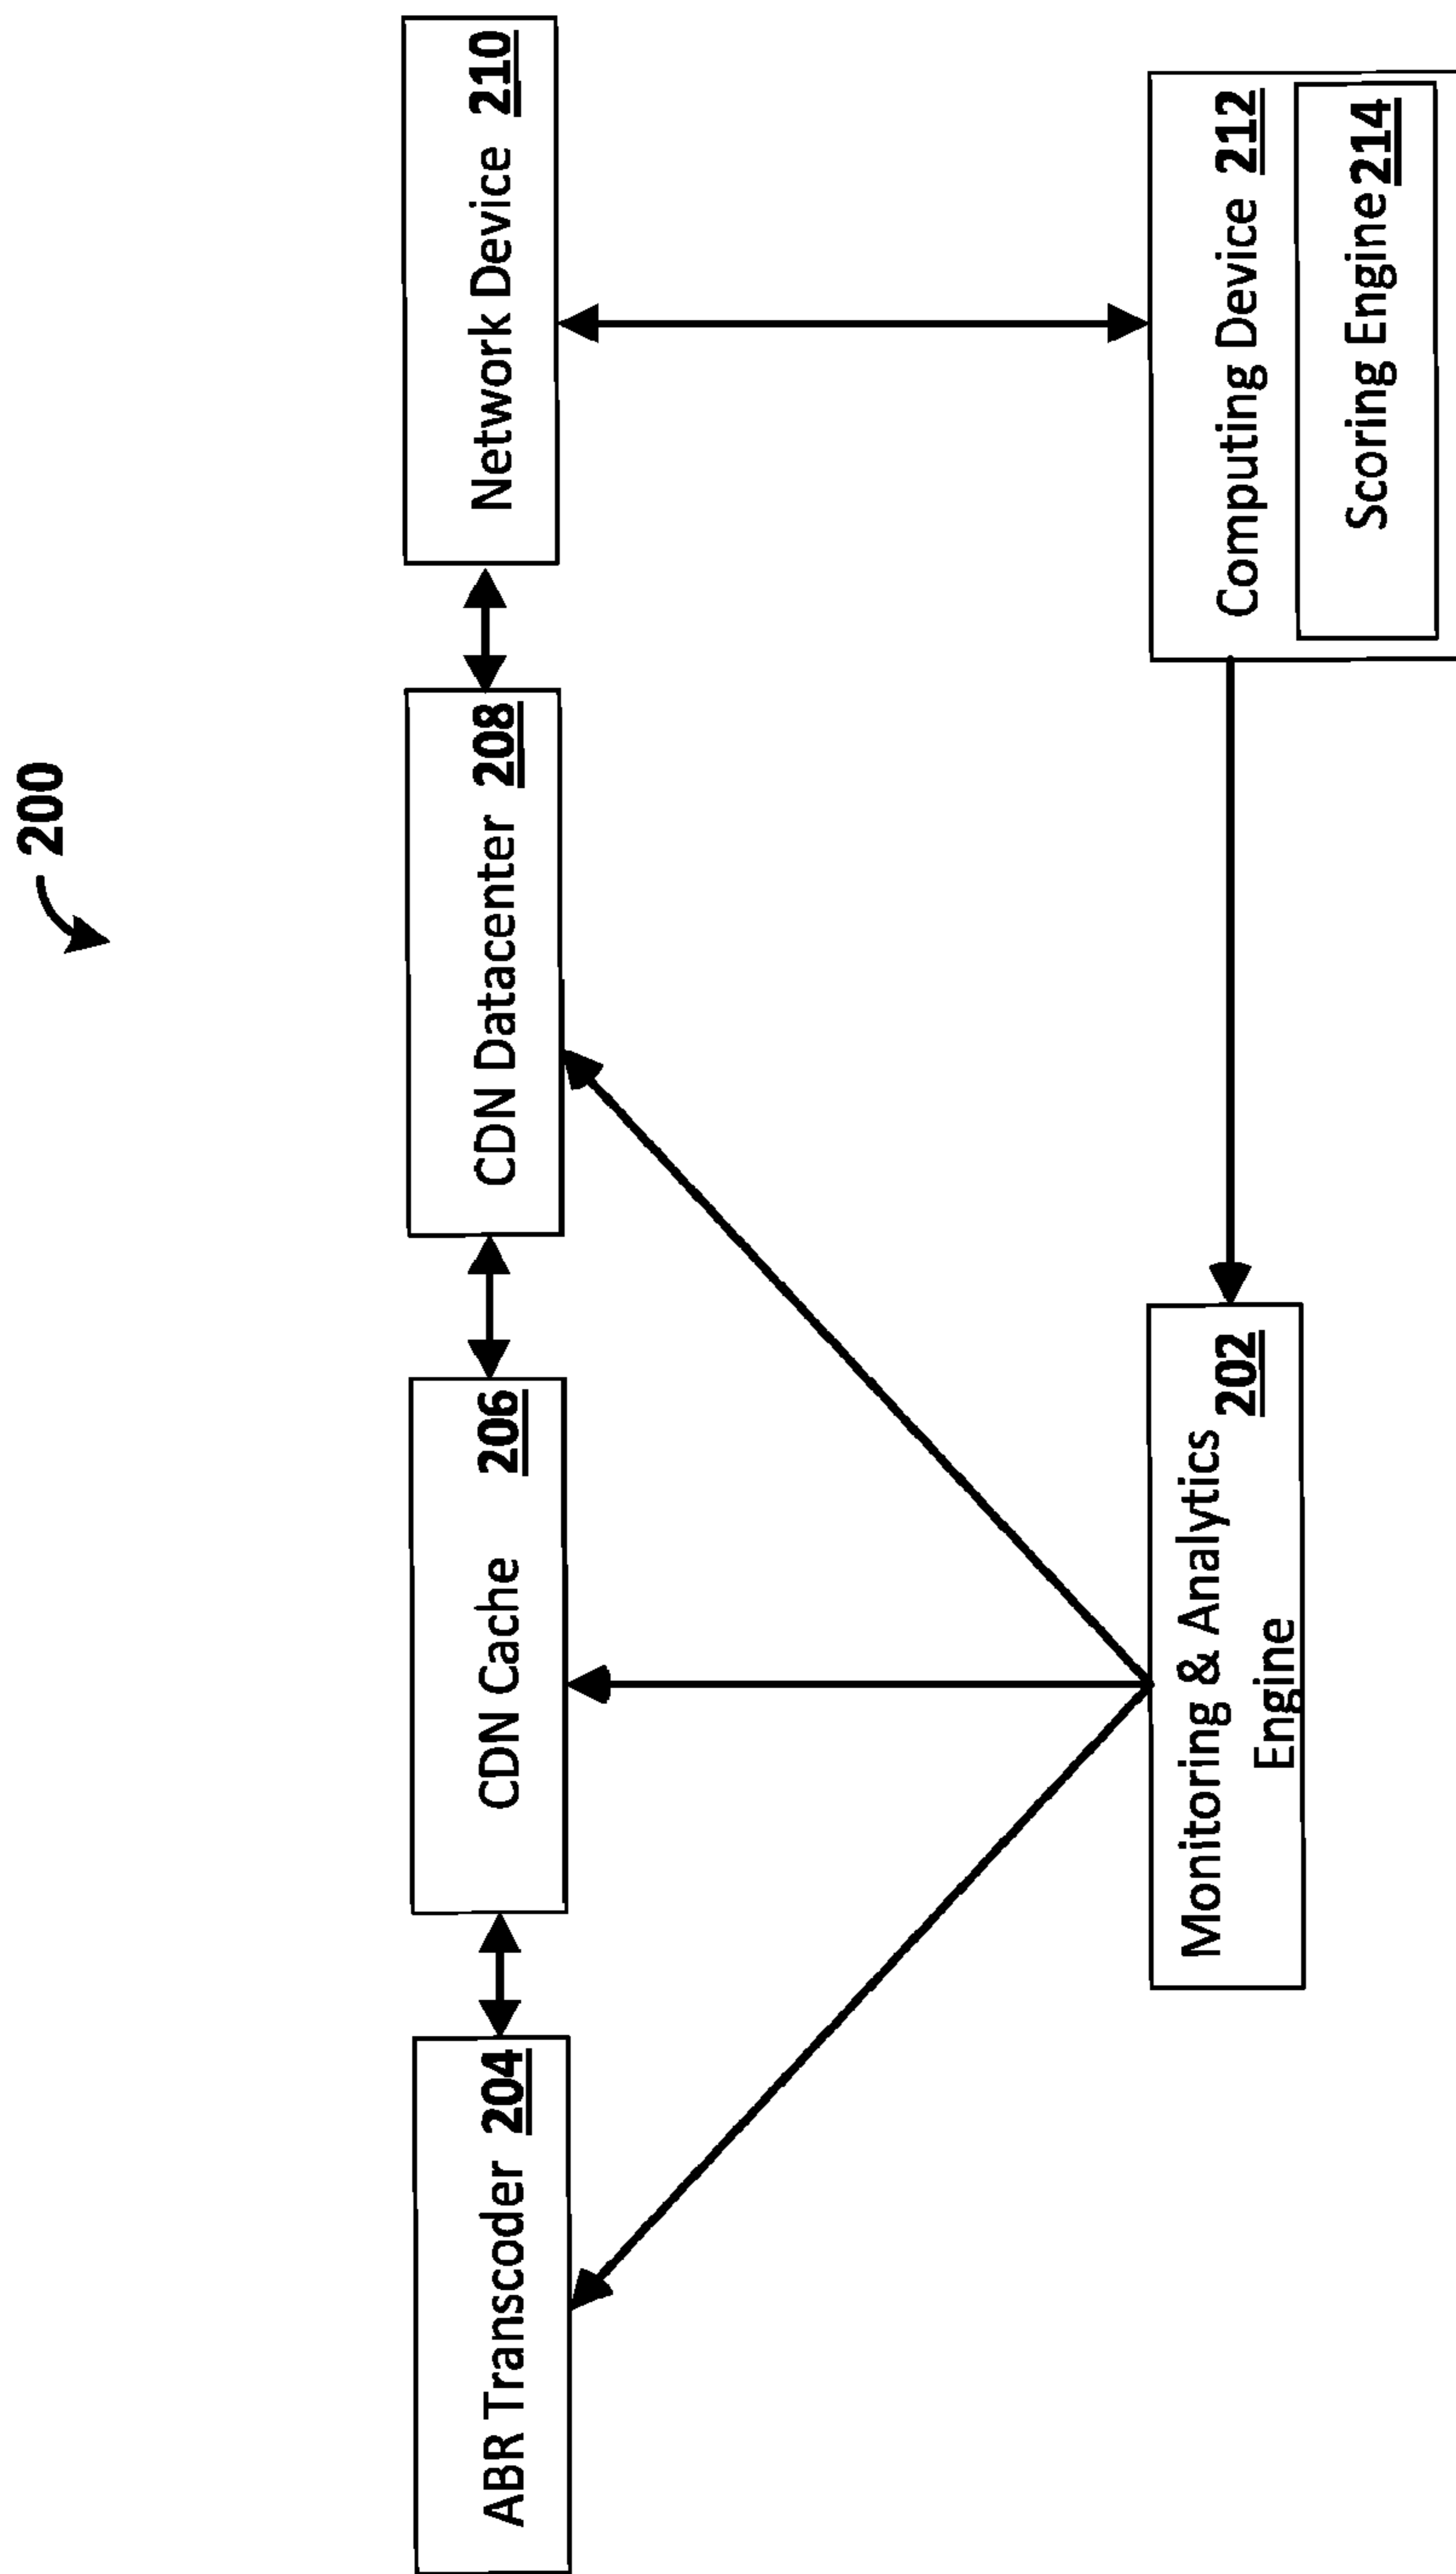 200
ABR Transcoder 204
CDN Cache 206
CDN Datacenter 208
Network Device 210
Monitoring & Analytics 202
Engine
Computing Device 212
Scoring Engine 214